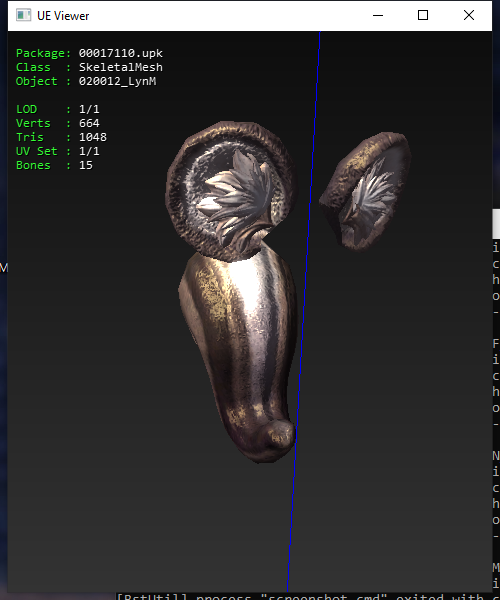 UE Viewer
Package: 00017110.upk
Class : SkeletalMesh
Object : 020012_LynM
LOD : 1/1
Verts : 664
Tris : 1048
UV Set : 1/1
Bones : 15
M
i
c
h
o
-
F
i
c
h
o
-
N
i
c
h
o
-
M
i